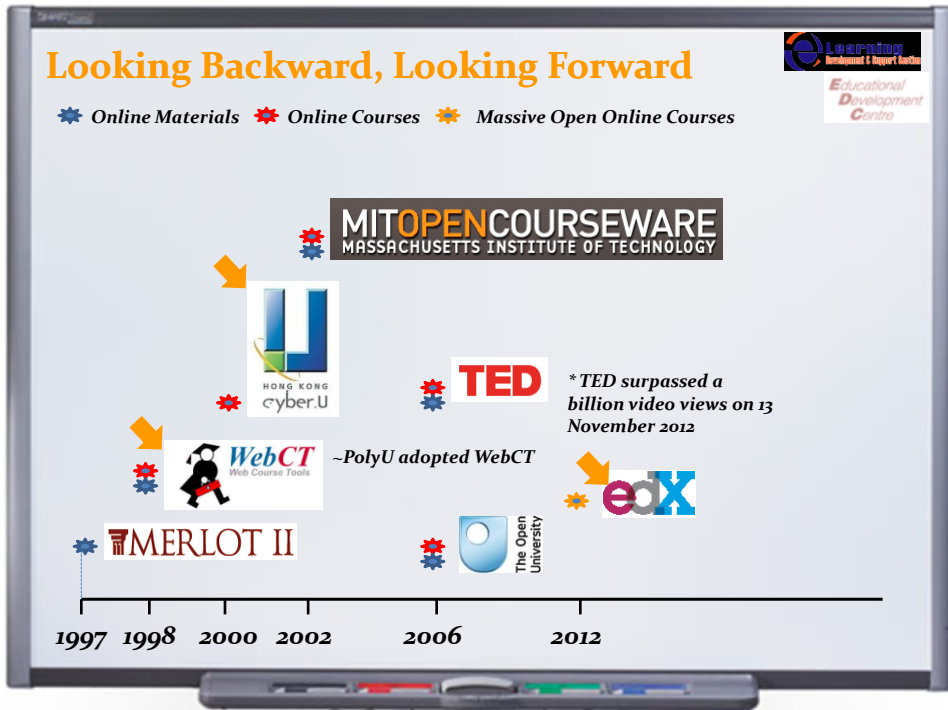 Looking Backward, Looking Forward
eLearning
Development & Support Section
Educational
Development
Centre
Online Materials Online Courses Massive Open Online Courses
MITOPENCOURSEWARE
MASSACHUSETTS INSTITUTE OF TECHNOLOGY
HONG KONG
cyber.U
TED
* TED surpassed a
billion video views on 13
November 2012
WebCT
Web Course Tools
~PolyU adopted WebCT
edX
MERLOT II
The Open
University
1997 1998 2000 2002 2006 2012